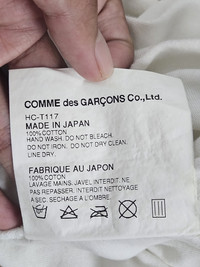 COMME des GARÇONS Co., Ltd.
HC-T117
MADE IN JAPAN
100%COTTON
HAND WASH. DO NOT BLEACH.
DO NOT IRON. DO NOT DRY CLEAN.
LINE DRY.
FABRIQUE AU JAPON
100% COTON
LAVAGE MAINS. JAVEL INTERDIT. NE
PAS REPASSER. INTERDIT NETTOYAGE
A SEC. SECHAGE A L'OMBRE.